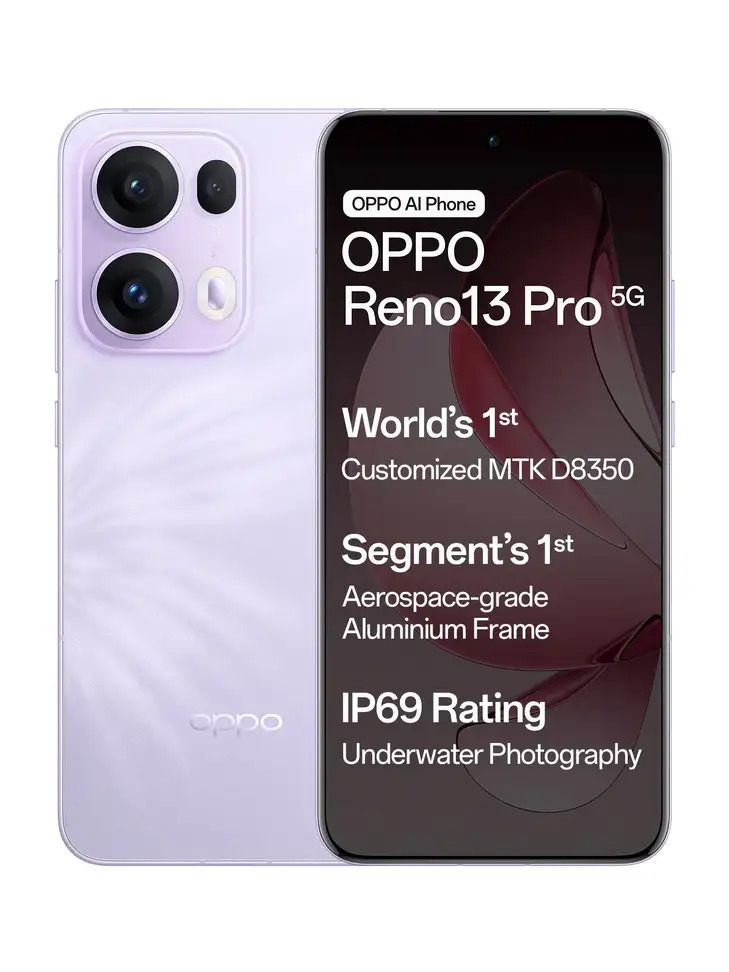 OPPO AI Phone
OPPO
Reno13 Pro 5G
World's 1st
Customized MTK D8350
Segment's 1st
Aerospace-grade
Aluminium Frame
IP69 Rating
Underwater Photography
oppo